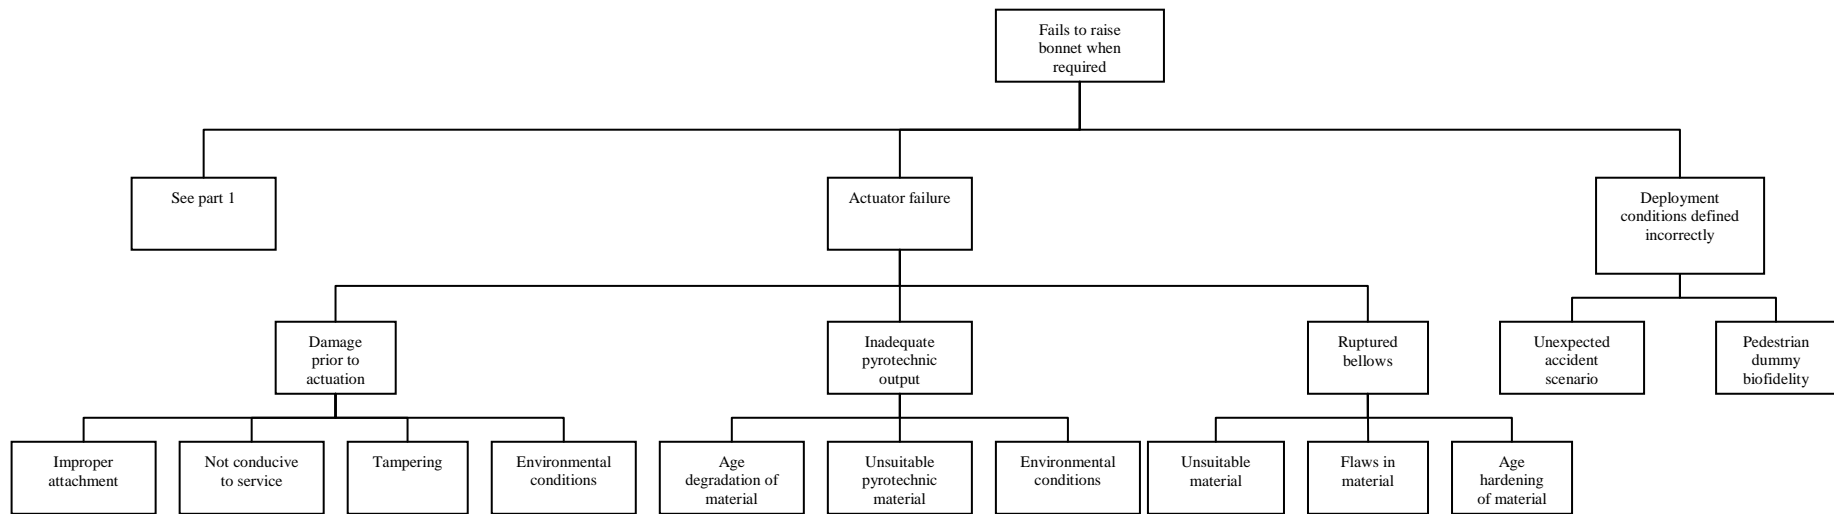 Fails to raise
bonnet when
required
See part 1
Actuator failure
Deployment
conditions defined
incorrectly
Damage
prior to
actuation
Inadequate
pyrotechnic
output
Ruptured
bellows
Unexpected
accident
scenario
Pedestrian
dummy
biofidelity
Improper
attachment
Not conducive
to service
Tampering
Environmental
conditions
Age
degradation of
material
Unsuitable
pyrotechnic
material
Environmental
conditions
Unsuitable
material
Flaws in
material
Age
hardening
of material